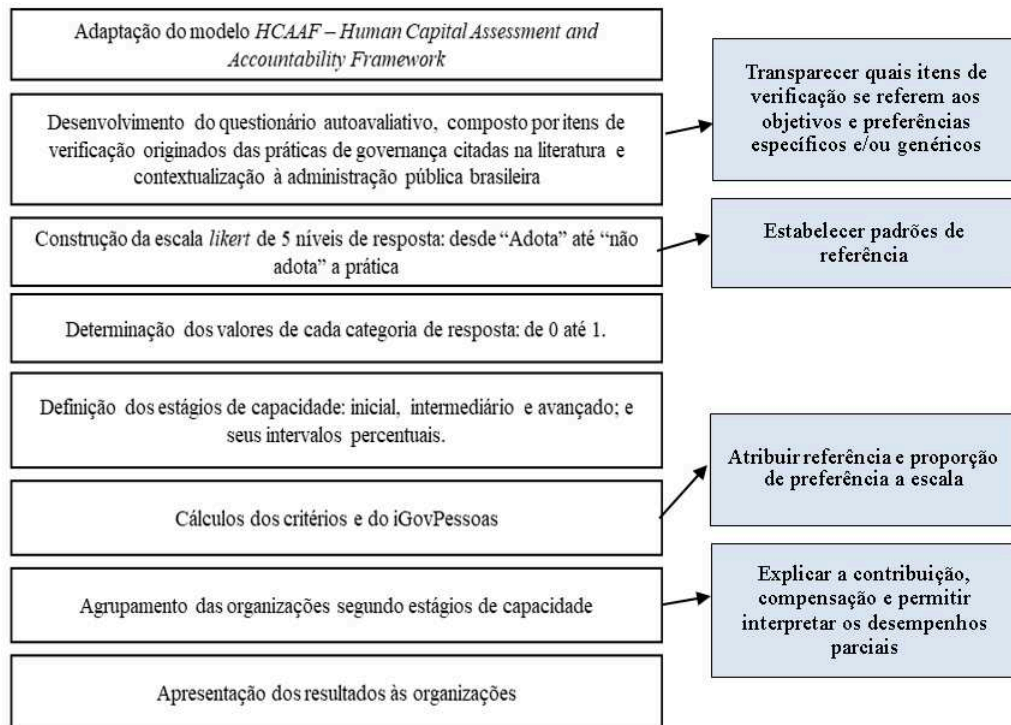 Adaptação do modelo HCAAF – Human Capital Assessment and
Accountability Framework
Desenvolvimento do questionário autoavaliativo, composto por itens de
verificação originados das práticas de governança citadas na literatura e
contextualização à administração pública brasileira
Construção da escala likert de 5 níveis de resposta: desde “Adota” até “não
adota” a prática
Determinação dos valores de cada categoria de resposta: de 0 até 1.
Definição dos estágios de capacidade: inicial, intermediário e avançado; e
seus intervalos percentuais.
Cálculos dos critérios e do iGovPessoas
Agrupamento das organizações segundo estágios de capacidade
Apresentação dos resultados às organizações
Transparecer quais itens de
verificação se referem aos
objetivos e preferências
específicos e/ou genéricos
Estabelecer padrões de
referência
Atribuir referência e proporção
de preferência a escala
Explicar a contribuição,
compensação e permitir
interpretar os desempenhos
parciais